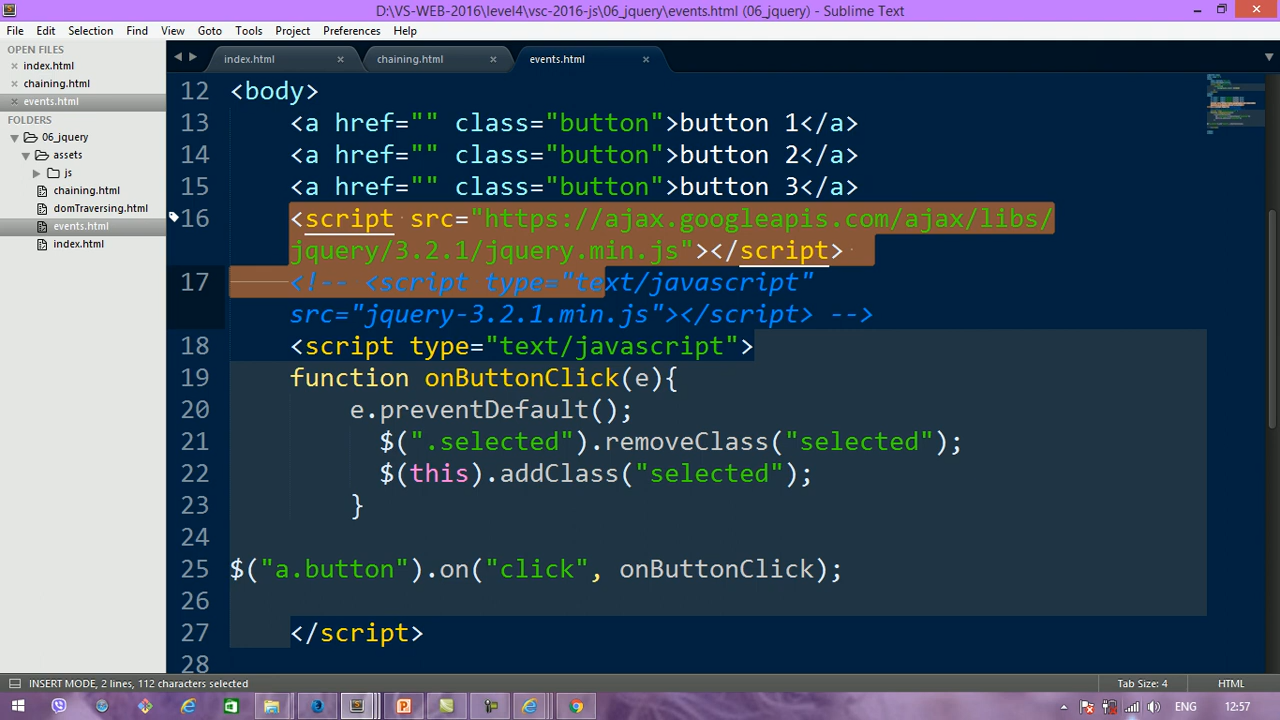 D:\VS-WEB-2016\level4\vsc-2016-js\06_jquery\events.html (06_jquery) - Sublime Text
File Edit Selection Find View Goto Tools Project Preferences Help
OPEN FILES
index.html
chaining.html
events.html
FOLDERS
06_jquery
assets
js
chaining.html
domTraversing.html
events.html
index.html
index.html chaining.html events.html
12 <body>
13 <a href="" class="button">button 1</a>
14 <a href="" class="button">button 2</a>
15 <a href="" class="button">button 3</a>
16 <script src="https://ajax.googleapis.com/ajax/libs/
jquery/3.2.1/jquery.min.js"></script>
17 <!-- <script type="text/javascript"
src="jquery-3.2.1.min.js"></script> -->
18 <script type="text/javascript">
19 function onButtonClick(e){
20 e.preventDefault();
21 $(".selected").removeClass("selected");
22 $(this).addClass("selected");
23 }
24
25 $("a.button").on("click", onButtonClick);
26
27 </script>
28
INSERT MODE, 2 lines, 112 characters selected Tab Size: 4 HTML
ENG 12:57